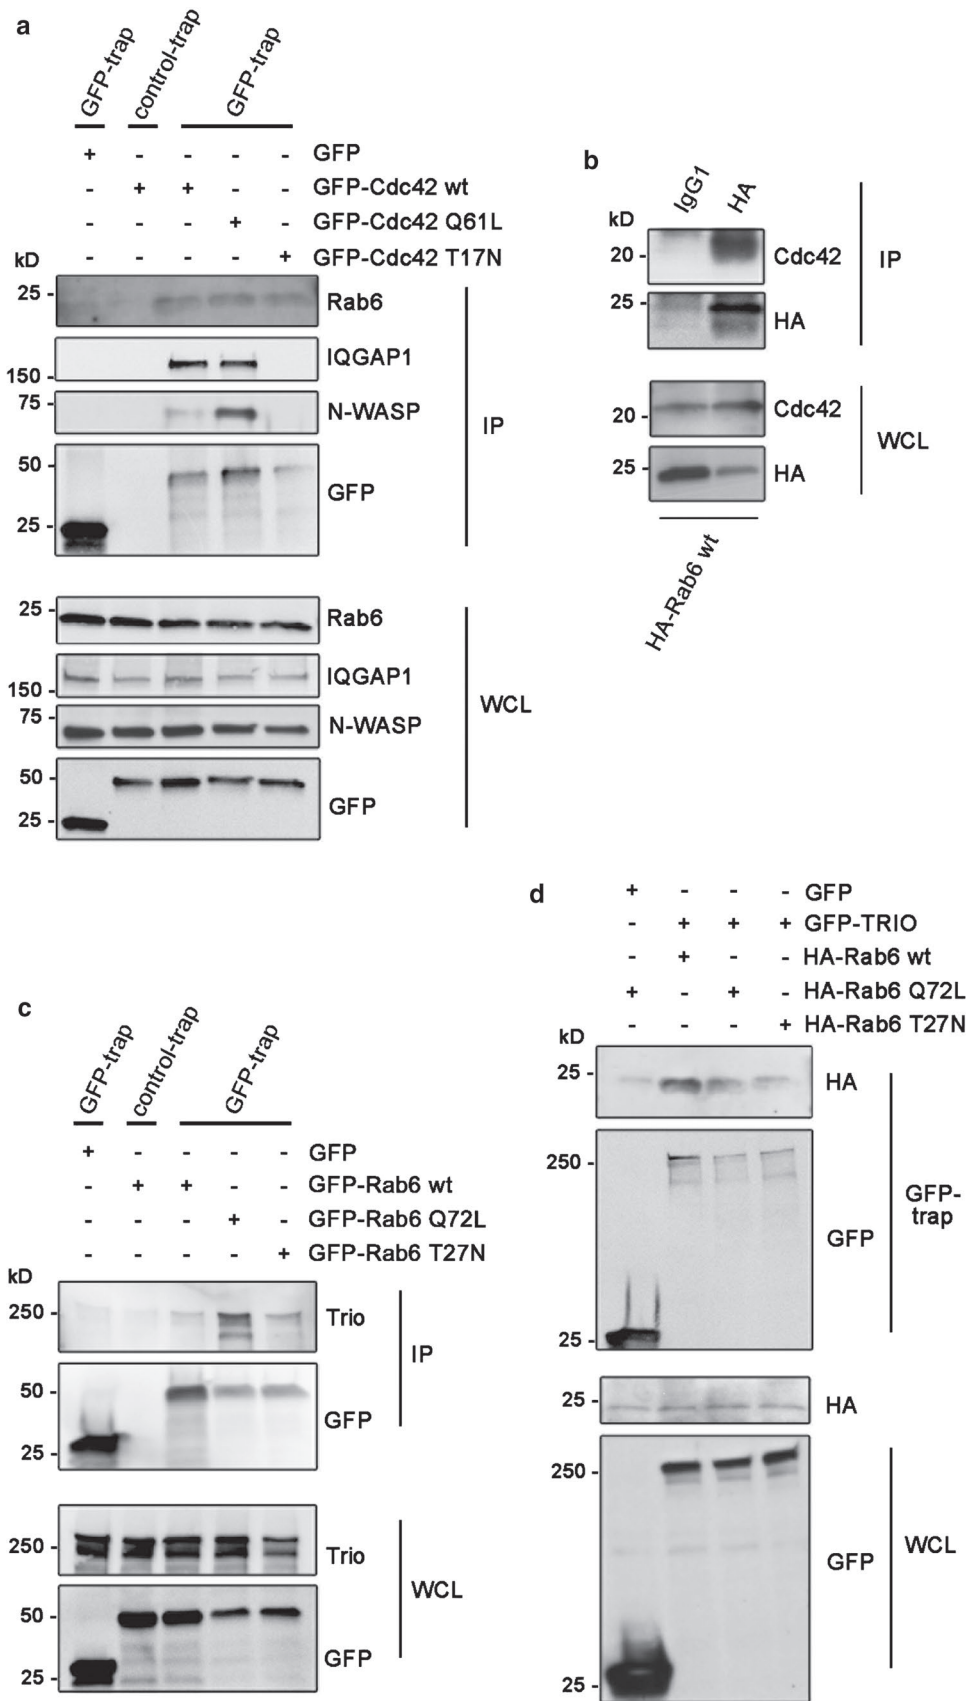 a
GFP-trap control-trap GFP-trap
+ - - - - GFP
- + + - - GFP-Cdc42 wt
- - - + - GFP-Cdc42 Q61L
- - - - + GFP-Cdc42 T17N
kD
25 - Rab6
IQGAP1
150 -
75 - N-WASP
50 -
GFP
25 -
IP
25 - Rab6
IQGAP1
150 -
75 - N-WASP
50 -
GFP
25 -
WCL
b
IgG1 HA
kD
20 - Cdc42
25 - HA
IP
20 - Cdc42
25 - HA
WCL
HA-Rab6 wt
c
GFP-trap control-trap GFP-trap
+ - - - - GFP
- + + - - GFP-Rab6 wt
- - - + - GFP-Rab6 Q72L
- - - - + GFP-Rab6 T27N
kD
250 - Trio
50 -
GFP
25 -
IP
250 - Trio
50 -
GFP
25 -
WCL
d
+ - - - GFP
- + + + GFP-TRIO
- + - - HA-Rab6 wt
+ - + - HA-Rab6 Q72L
- - - + HA-Rab6 T27N
kD
25 - HA
250 -
GFP
25 -
GFP-
trap
25 - HA
250 -
GFP
25 -
WCL